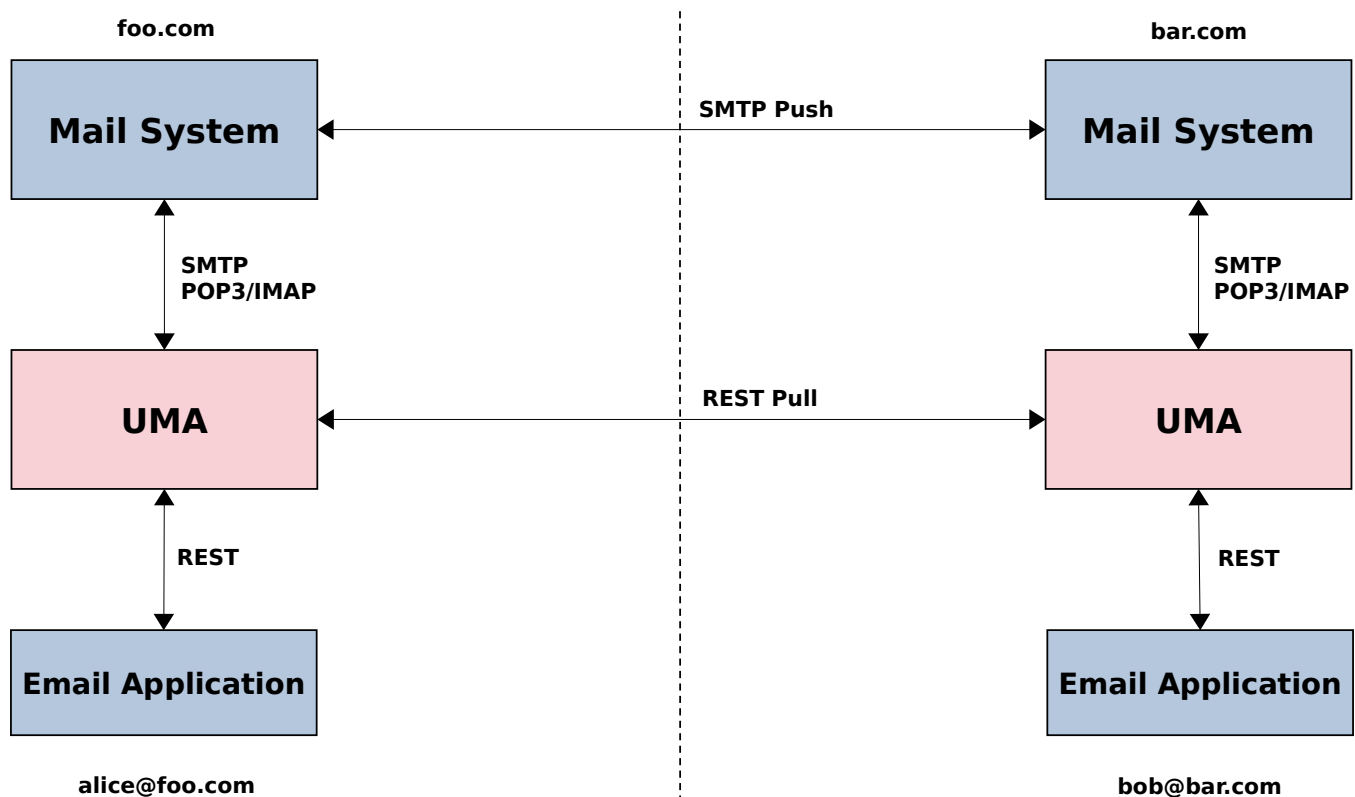 foo.com
bar.com
Mail System
SMTP Push
Mail System
SMTP
POP3/IMAP
SMTP
POP3/IMAP
UMA
REST Pull
UMA
REST
REST
Email Application
Email Application
alice@foo.com
bob@bar.com